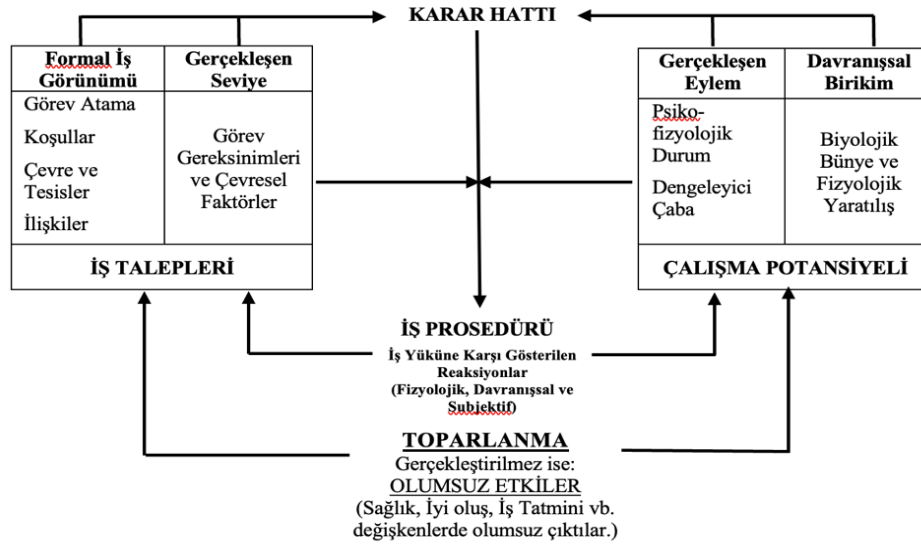 KARAR HATTI
Formal İş
Görünümü
Gerçekleşen
Seviye
Görev Atama
Koşullar
Çevre ve
Tesisler
İlişkiler
Görev
Gereksinimleri
ve Çevresel
Faktörler
İŞ TALEPLERİ
Gerçekleşen
Eylem
Davranışsal
Birikim
Psiko-
fizyolojik
Durum
Dengeleyici
Çaba
Biyolojik
Bünye ve
Fizyolojik
Yaratılış
ÇALIŞMA POTANSİYELİ
İŞ PROSEDÜRÜ
İş Yüküne Karşı Gösterilen
Reaksiyonlar
(Fizyolojik, Davranışsal ve
Subjektif)
TOPARLANMA
Gerçekleştirilmez ise:
OLUMSUZ ETKİLER
(Sağlık, İyi oluş, İş Tatmini vb.
değişkenlerde olumsuz çıktılar.)